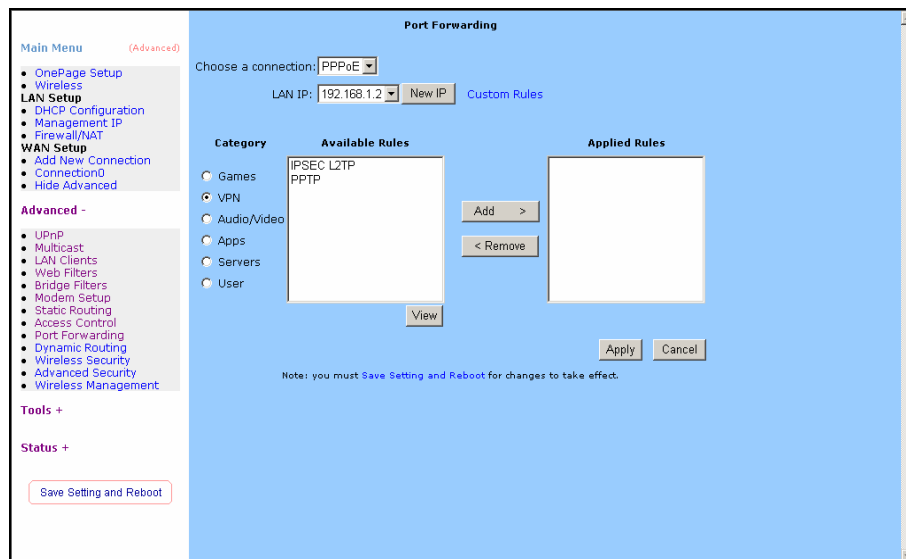 Port Forwarding
Main Menu (Advanced)
OnePage Setup
Wireless
LAN Setup
DHCP Configuration
Management IP
Firewall/NAT
WAN Setup
Add New Connection
Connection0
Hide Advanced
Advanced -
UPnP
Multicast
LAN Clients
Web Filters
Bridge Filters
Modem Setup
Static Routing
Access Control
Port Forwarding
Dynamic Routing
Wireless Security
Advanced Security
Wireless Management
Tools +
Status +
Save Setting and Reboot
Choose a connection: PPPoE
LAN IP: 192.168.1.2 New IP Custom Rules
Category Available Rules Applied Rules
Games
VPN
Audio/Video
Apps
Servers
User
IPSEC L2TP
PPTP
Add >
< Remove
View
Apply Cancel
Note: you must Save Setting and Reboot for changes to take effect.